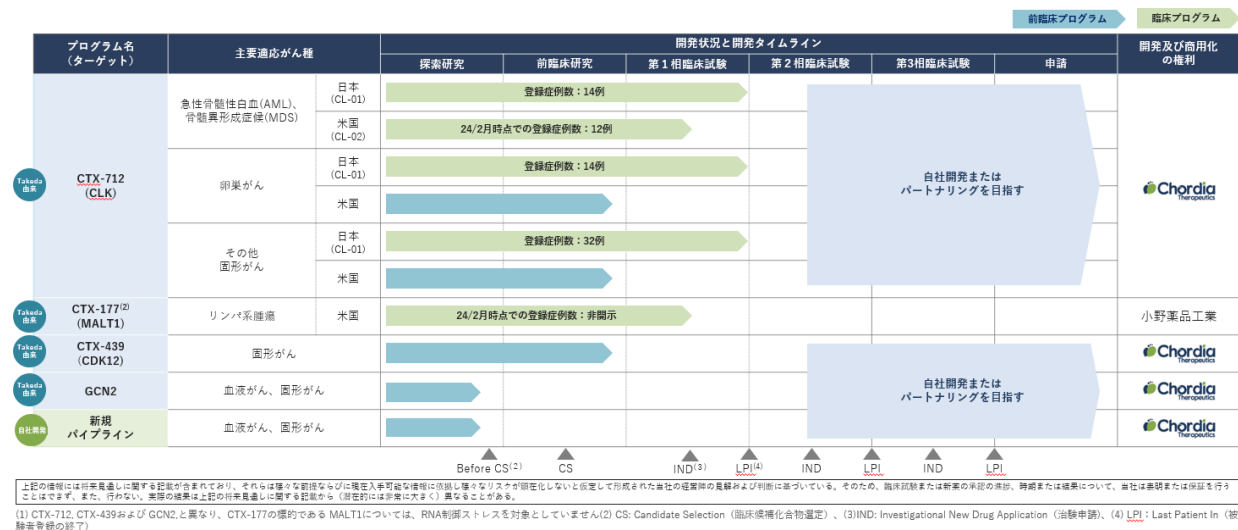 前臨床プログラム
臨床プログラム
プログラム名
（ターゲット）
主要適応がん種
開発状況と開発タイムライン
開発及び商用化
の権利
探索研究
前臨床研究
第１相臨床試験
第２相臨床試験
第3相臨床試験
申請
Takeda
由来
CTX-712
(CLK)
急性骨髄性白血(AML)、
骨髄異形成症候(MDS)
日本
(CL-01)
登録症例数：14例
米国
(CL-02)
24/2月時点での登録症例数：12例
卵巣がん
日本
(CL-01)
登録症例数：14例
米国
その他
固形がん
日本
(CL-01)
登録症例数：32例
米国
自社開発または
パートナリングを目指す
Chordia
Therapeutics
Takeda
由来
CTX-177(2)
(MALT1)
リンパ系腫瘍
米国
24/2月時点での登録症例数：非開示
小野薬品工業
Takeda
由来
CTX-439
(CDK12)
固形がん
Chordia
Therapeutics
Takeda
由来
GCN2
血液がん、固形がん
自社開発または
パートナリングを目指す
Chordia
Therapeutics
自社開発
新規
パイプライン
血液がん、固形がん
Chordia
Therapeutics
Before CS(2)
CS
IND(3)
LPI(4)
IND
LPI
IND
LPI
上記の情報には将来見通しに関する記載が含まれており、それらは様々な前提ならびに現在入手可能な情報に依拠し様々なリスクが顕在化しないと仮定して形成された当社の経営陣の見解および判断に基づいている。そのため、臨床試験または新薬の承認の進捗、時期または結果について、当社は表明または保証を行う
ことはできず、また、行わない。実際の結果は上記の将来見通しに関する記載から（潜在的には非常に大きく）異なることがある。
(1) CTX-712, CTX-439および GCN2,と異なり、CTX-177の標的である MALT1については、RNA制御ストレスを対象としていません(2) CS: Candidate Selection（臨床候補化合物選定）、(3)IND: Investigational New Drug Application（治験申請）、(4) LPI：Last Patient In（被
験者登録の終了）